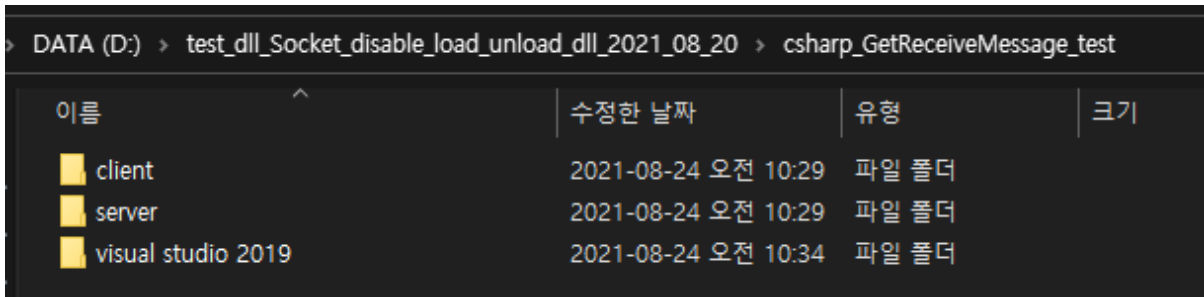 DATA (D:) > test_dll_Socket_disable_load_unload_dll_2021_08_20 > csharp_GetReceiveMessage_test
이름 수정한 날짜 유형 크기
client 2021-08-24 오전 10:29 파일 폴더
server 2021-08-24 오전 10:29 파일 폴더
visual studio 2019 2021-08-24 오전 10:34 파일 폴더